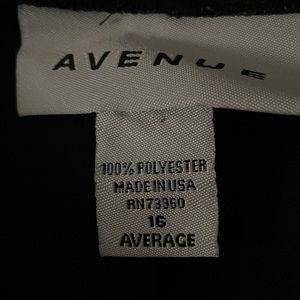 AVENUE
100% POLYESTER
MADE IN USA
RN73960
16
AVERAGE